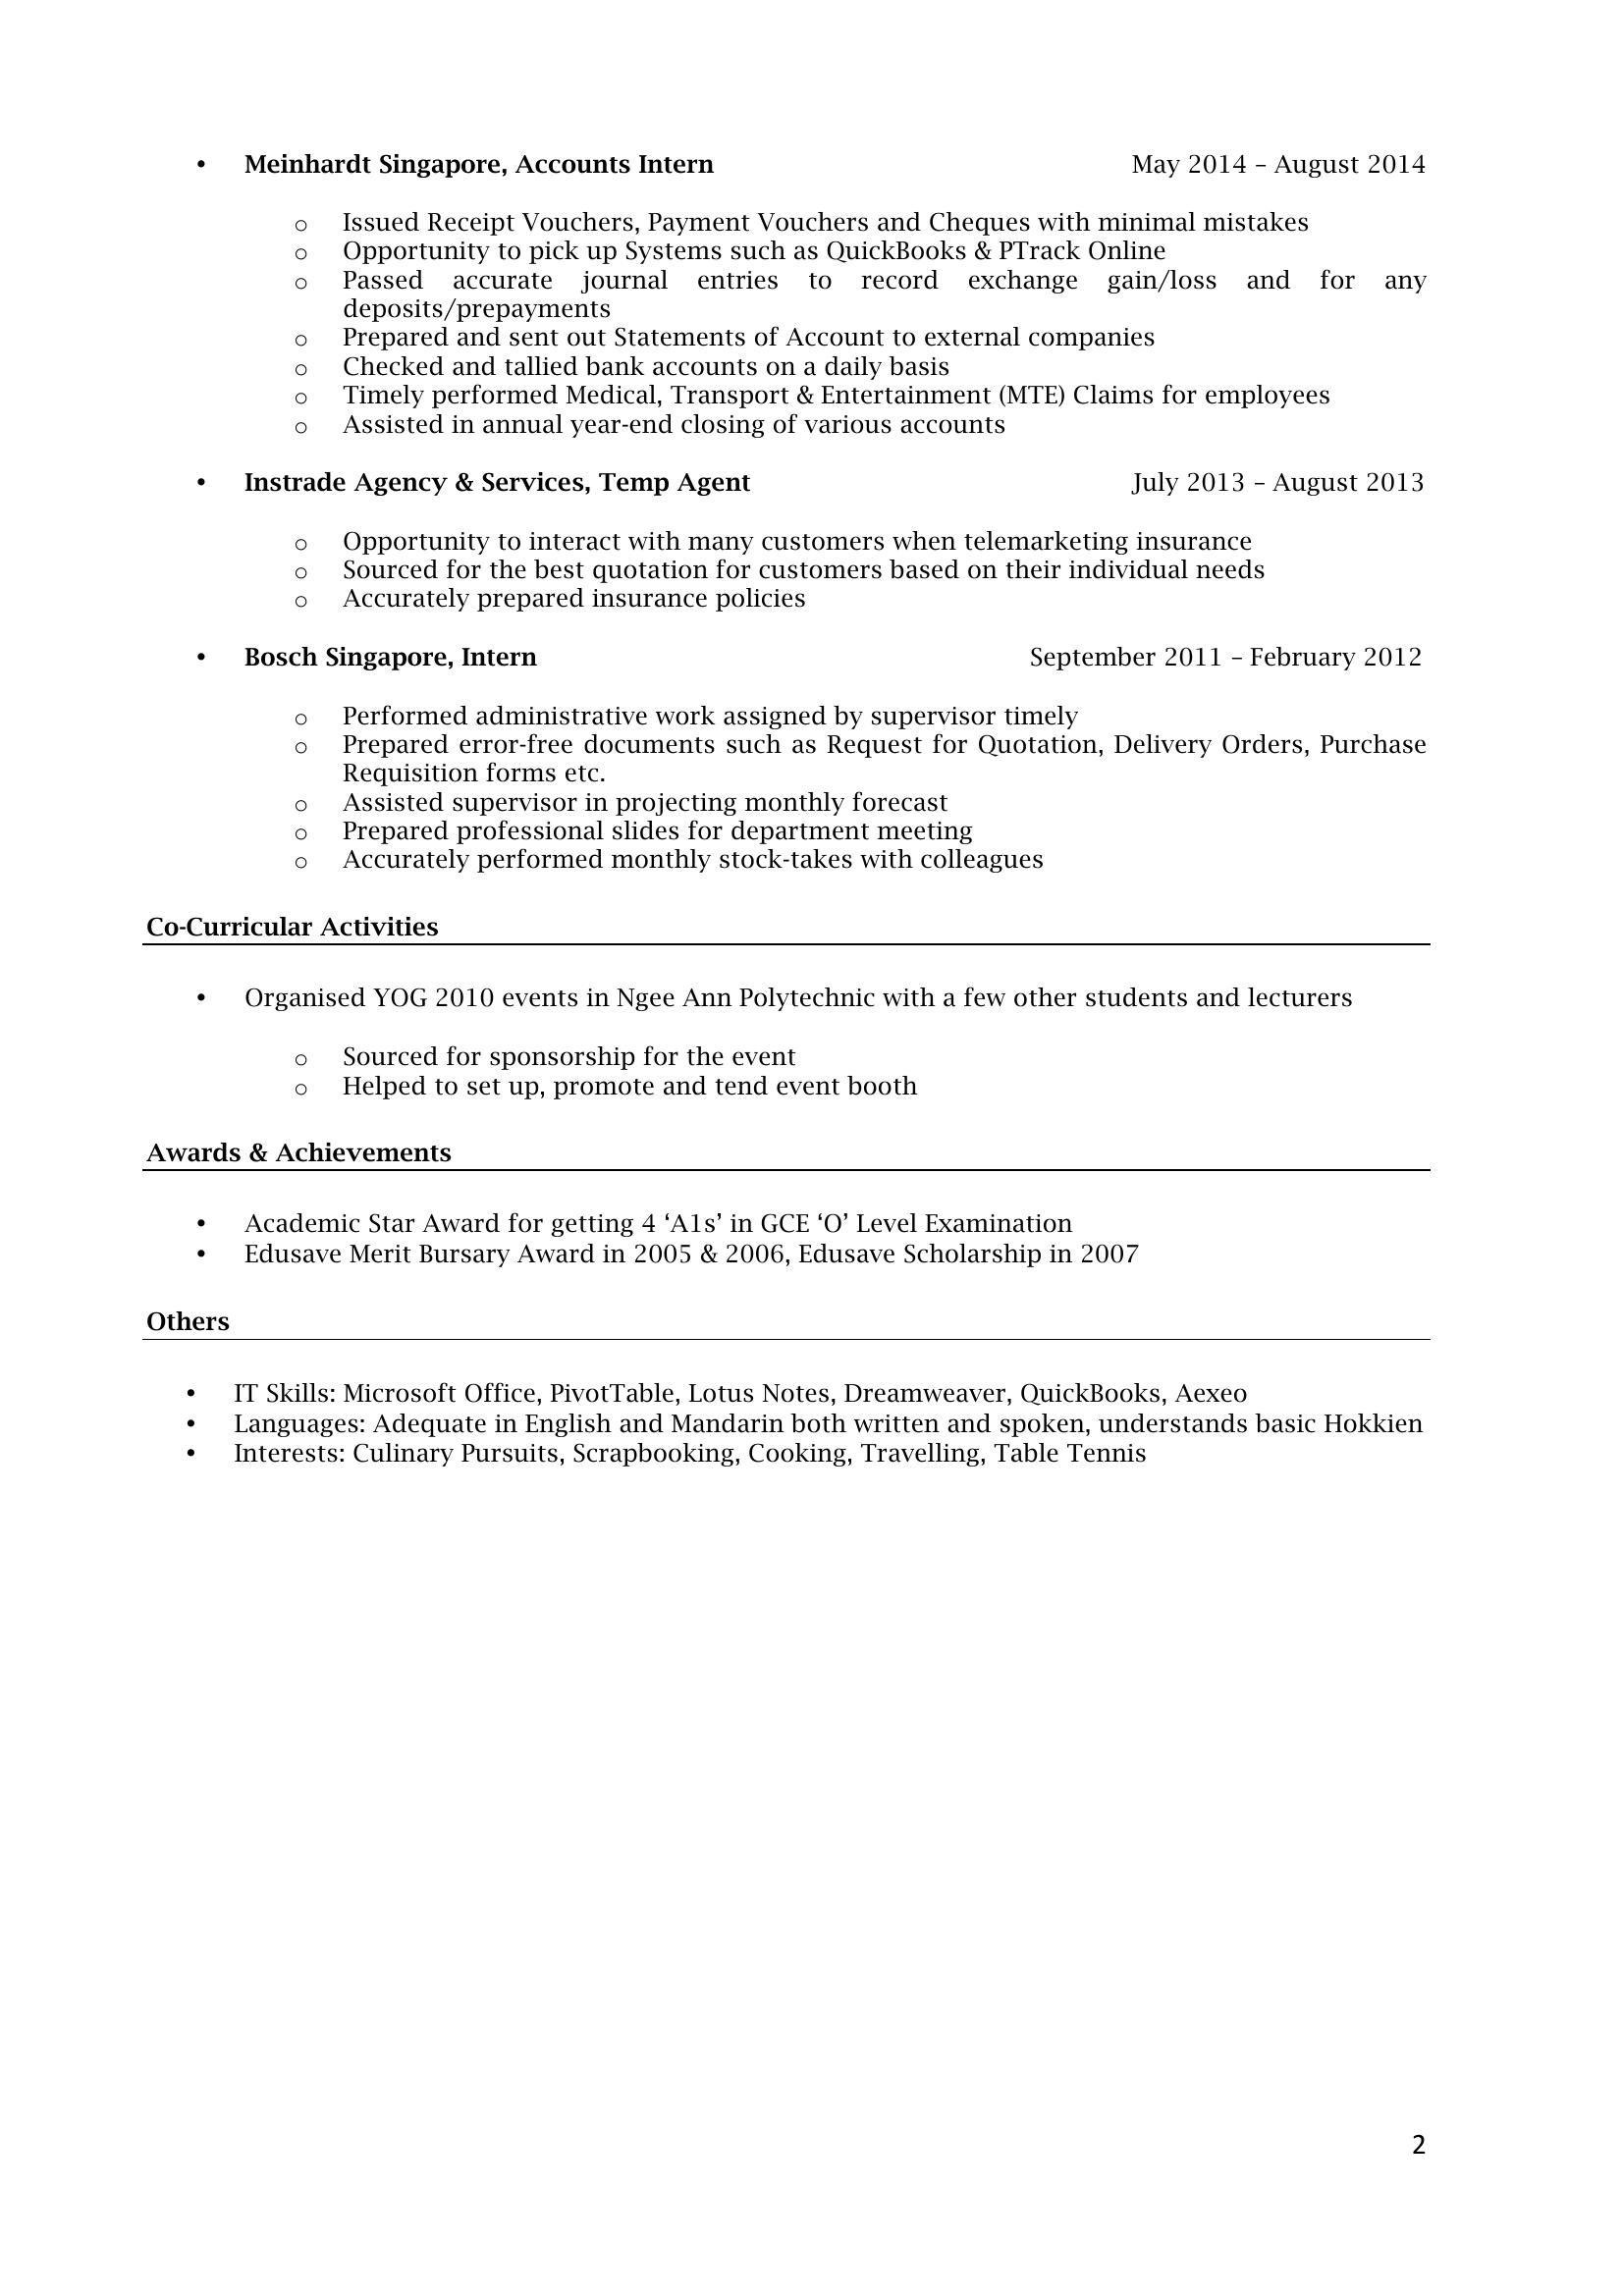 • Meinhardt Singapore, Accounts Intern May 2014 – August 2014
o Issued Receipt Vouchers, Payment Vouchers and Cheques with minimal mistakes
o Opportunity to pick up Systems such as QuickBooks & PTrack Online
o Passed accurate journal entries to record exchange gain/loss and for any
deposits/prepayments
o Prepared and sent out Statements of Account to external companies
o Checked and tallied bank accounts on a daily basis
o Timely performed Medical, Transport & Entertainment (MTE) Claims for employees
o Assisted in annual year-end closing of various accounts
• Instrade Agency & Services, Temp Agent July 2013 – August 2013
o Opportunity to interact with many customers when telemarketing insurance
o Sourced for the best quotation for customers based on their individual needs
o Accurately prepared insurance policies
• Bosch Singapore, Intern September 2011 – February 2012
o Performed administrative work assigned by supervisor timely
o Prepared error-free documents such as Request for Quotation, Delivery Orders, Purchase
Requisition forms etc.
o Assisted supervisor in projecting monthly forecast
o Prepared professional slides for department meeting
o Accurately performed monthly stock-takes with colleagues
Co-Curricular Activities
• Organised YOG 2010 events in Ngee Ann Polytechnic with a few other students and lecturers
o Sourced for sponsorship for the event
o Helped to set up, promote and tend event booth
Awards & Achievements
• Academic Star Award for getting 4 ‘A1s’ in GCE ‘O’ Level Examination
• Edusave Merit Bursary Award in 2005 & 2006, Edusave Scholarship in 2007
Others
• IT Skills: Microsoft Office, PivotTable, Lotus Notes, Dreamweaver, QuickBooks, Aexeo
• Languages: Adequate in English and Mandarin both written and spoken, understands basic Hokkien
• Interests: Culinary Pursuits, Scrapbooking, Cooking, Travelling, Table Tennis
2